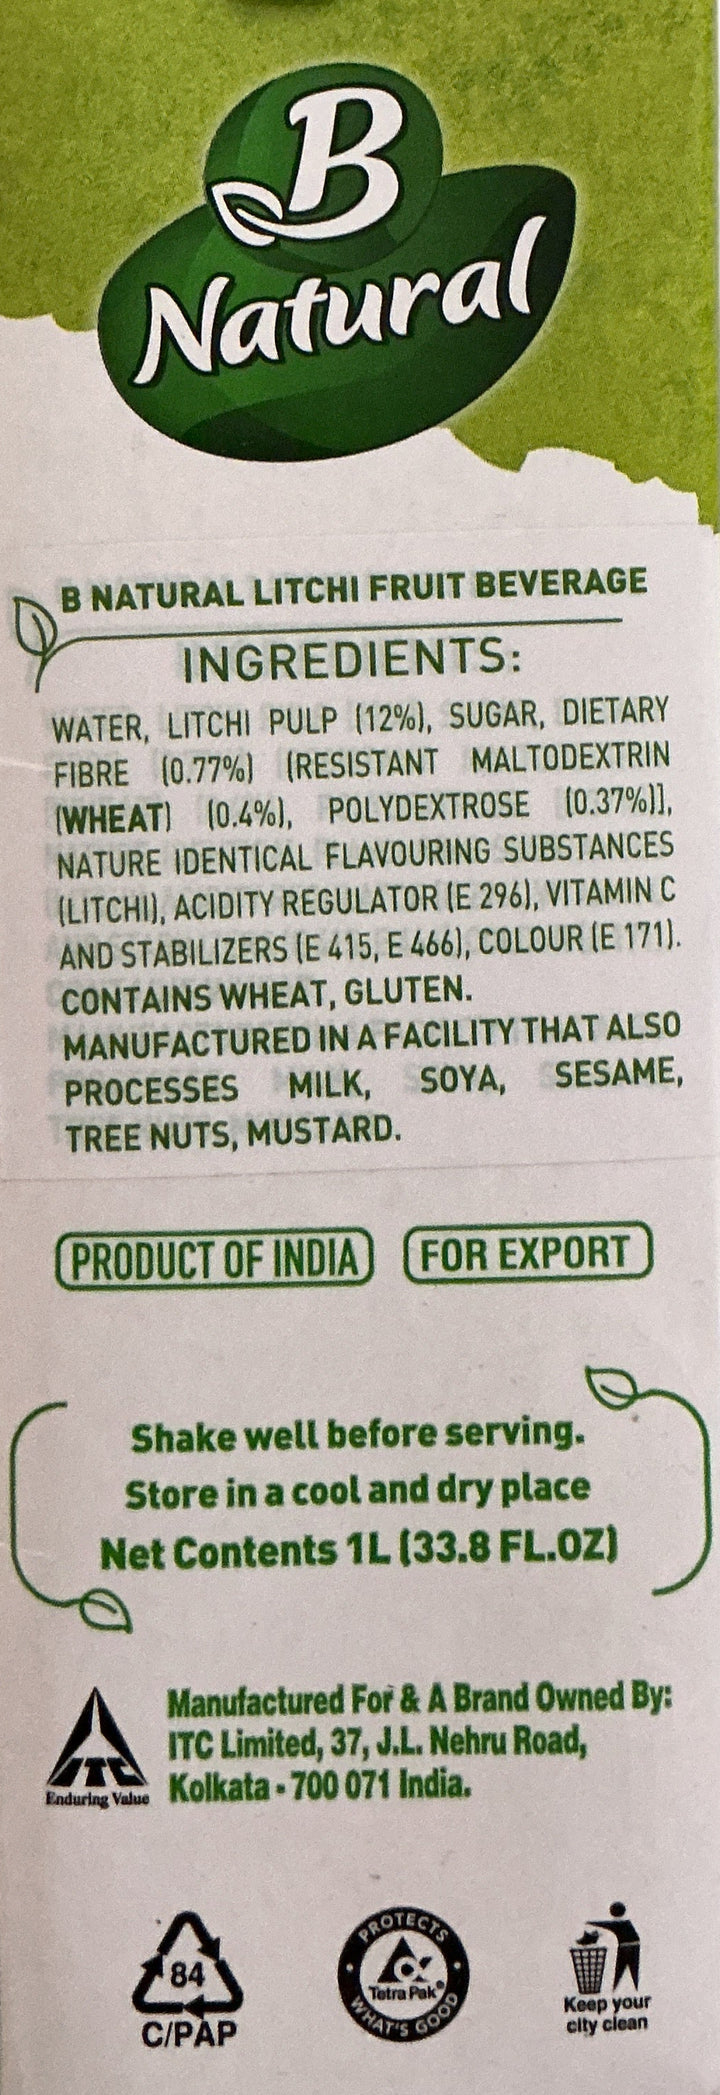 B
Natural
B NATURAL LITCHI FRUIT BEVERAGE
INGREDIENTS:
WATER, LITCHI PULP (12%), SUGAR, DIETARY
FIBRE (0.77%) (RESISTANT MALTODEXTRIN
(WHEAT) (0.4%), POLYDEXTROSE (0.37%)],
NATURE IDENTICAL FLAVOURING SUBSTANCES
(LITCHI), ACIDITY REGULATOR (E 296), VITAMIN C
AND STABILIZERS (E 415, E 466), COLOUR (E 171).
CONTAINS WHEAT, GLUTEN.
MANUFACTURED IN A FACILITY THAT ALSO
PROCESSES MILK, SOYA, SESAME,
TREE NUTS, MUSTARD.
PRODUCT OF INDIA FOR EXPORT
Shake well before serving.
Store in a cool and dry place
Net Contents 1L (33.8 FL.OZ)
Manufactured For & A Brand Owned By:
ITC Limited, 37, J.L. Nehru Road,
Kolkata - 700 071 India.
ITC
Enduring Value
84
C/PAP
PROTECTS
Tetra Pak®
WHAT'S GOOD
Keep your
city clean